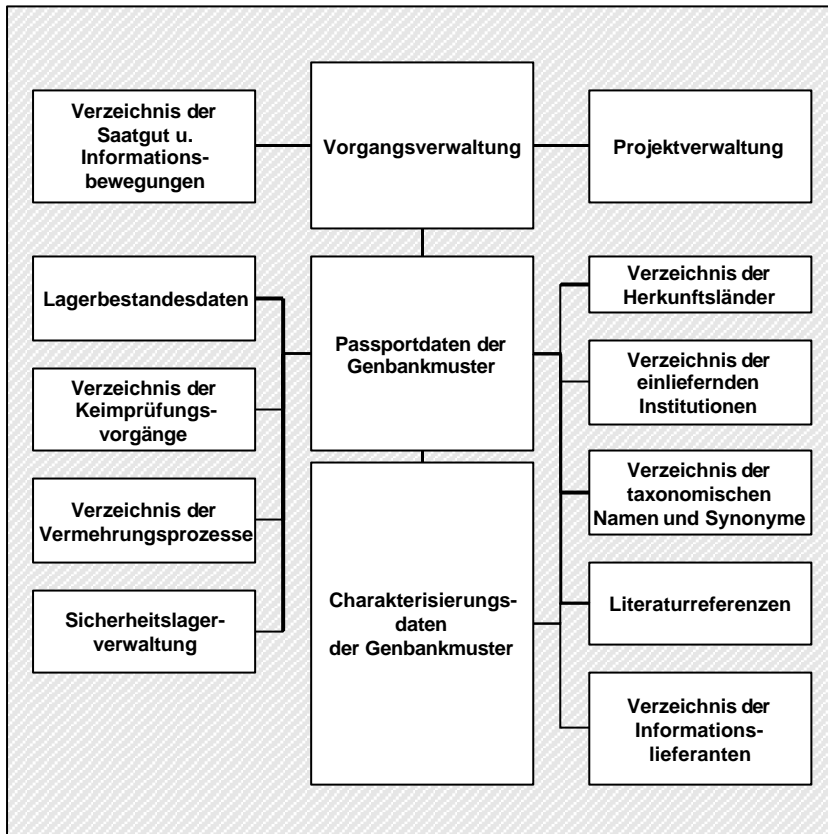 Verzeichnis der
Saatgut u.
Informations-
bewegungen
Vorgangsverwaltung
Projektverwaltung
Lagerbestandesdaten
Verzeichnis der
Keimprüfungs-
vorgänge
Verzeichnis der
Vermehrungsprozesse
Sicherheitslager-
verwaltung
Passportdaten der
Genbankmuster
Charakterisierungs-
daten
der Genbankmuster
Verzeichnis der
Herkunftsländer
Verzeichnis der
einliefernden
Institutionen
Verzeichnis der
taxonomischen
Namen und Synonyme
Literaturreferenzen
Verzeichnis der
Informations-
lieferanten